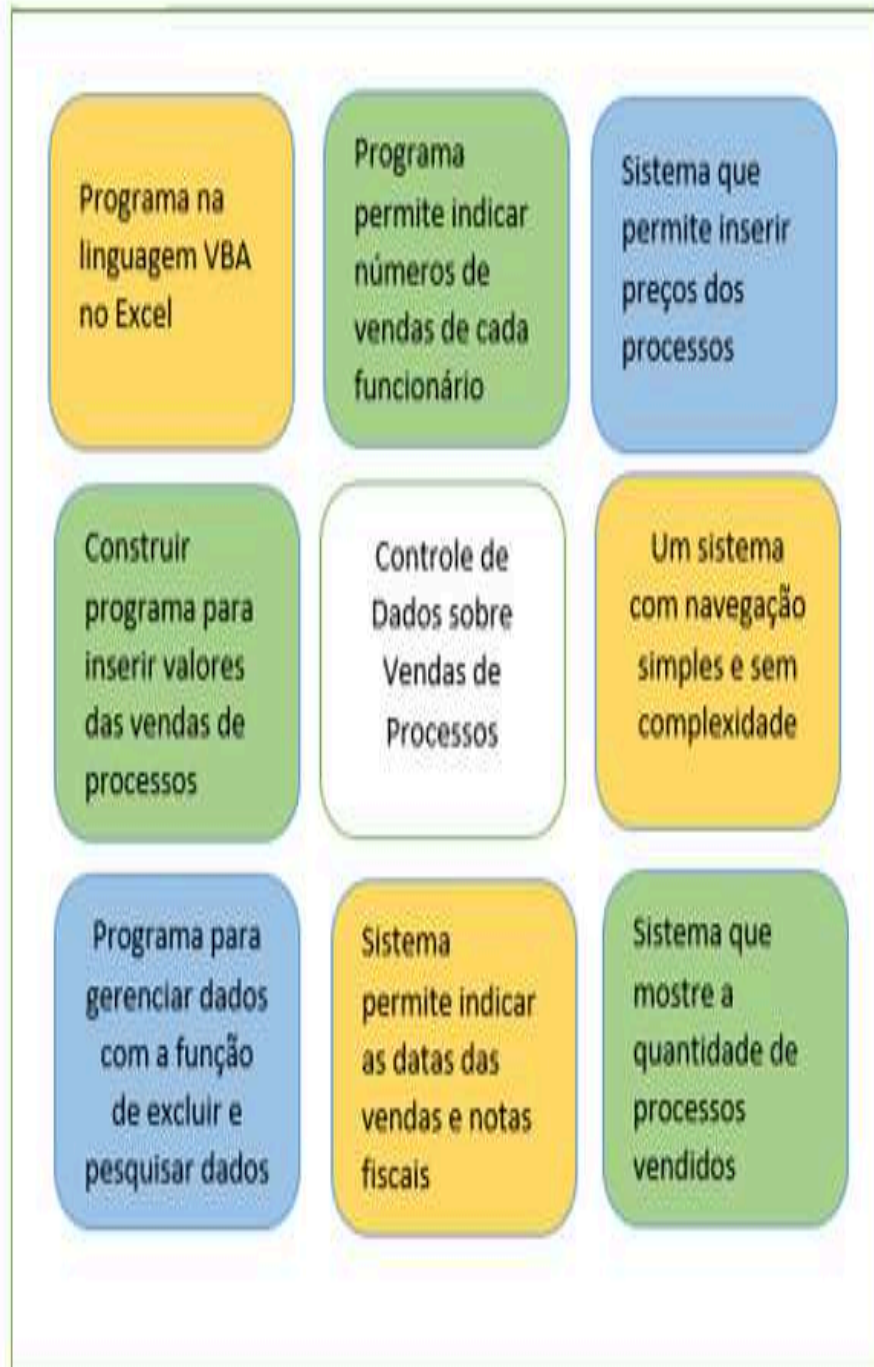 Programa na
linguagem VBA
no Excel
Programa
permite indicar
números de
vendas de cada
funcionário
Sistema que
permite inserir
preços dos
processos
Construir
programa para
inserir valores
das vendas de
processos
Controle de
Dados sobre
Vendas de
Processos
Um sistema
com navegação
simples e sem
complexidade
Programa para
gerenciar dados
com a função
de excluir e
pesquisar dados
Sistema
permite indicar
as datas das
vendas e notas
fiscais
Sistema que
mostre a
quantidade de
processos
vendidos